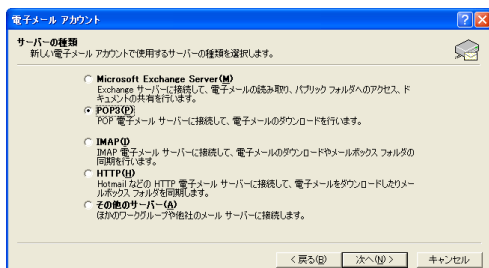 電子メール アカウント
サーバーの種類
新しい電子メール アカウントで使用するサーバーの種類を選択します。
Microsoft Exchange Server(M)
Exchange サーバーに接続して、電子メールの読み取り、パブリック フォルダへのアクセス、ド
キュメントの共有を行います。
POP3(P)
POP 電子メール サーバーに接続して、電子メールのダウンロードを行います。
IMAP(I)
IMAP 電子メール サーバーに接続して、電子メールのダウンロードやメールボックス フォルダの
同期を行います。
HTTP(H)
Hotmail などの HTTP 電子メール サーバーに接続して、電子メールをダウンロードしたりメー
ルボックス フォルダを同期します。
その他のサーバー(A)
ほかのワークグループや他社のメール サーバーに接続します。
< 戻る(B) 次へ(N) > キャンセル